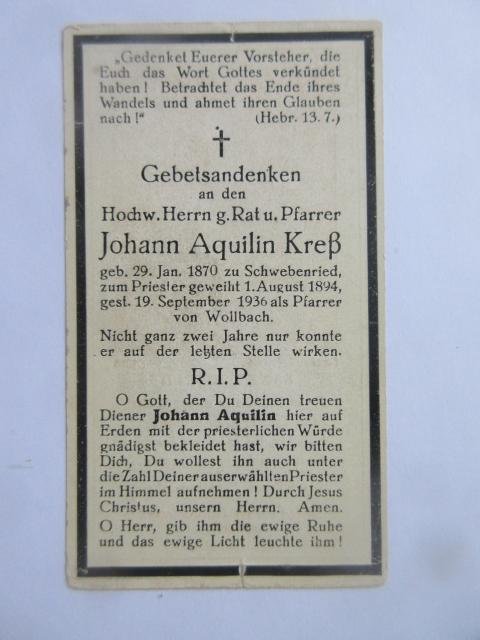 „Gedenket Euerer Vorsteher, die
Euch das Wort Gottes verkündet
haben! Betrachtet das Ende ihres
Wandels und ahmet ihren Glauben
nach!“ (Hebr. 13.7.)
Gebetsandenken
an den
Hochw. Herrn g. Rat u. Pfarrer
Johann Aquilin Kreß
geb. 29. Jan. 1870 zu Schwebenried,
zum Priester geweiht 1. August 1894,
gest. 19. September 1936 als Pfarrer
von Wollbach.
Nicht ganz zwei Jahre nur konnte
er auf der letzten Stelle wirken.
R. I. P.
O Gott, der Du Deinen treuen
Diener Johann Aquilin hier auf
Erden mit der priesterlichen Würde
gnädigst bekleidet hast, wir bitten
Dich, Du wollest ihn auch unter
die Zahl Deiner auserwählten Priester
im Himmel aufnehmen! Durch Jesus
Christus, unsern Herrn. Amen.
O Herr, gib ihm die ewige Ruhe
und das ewige Licht leuchte ihm!